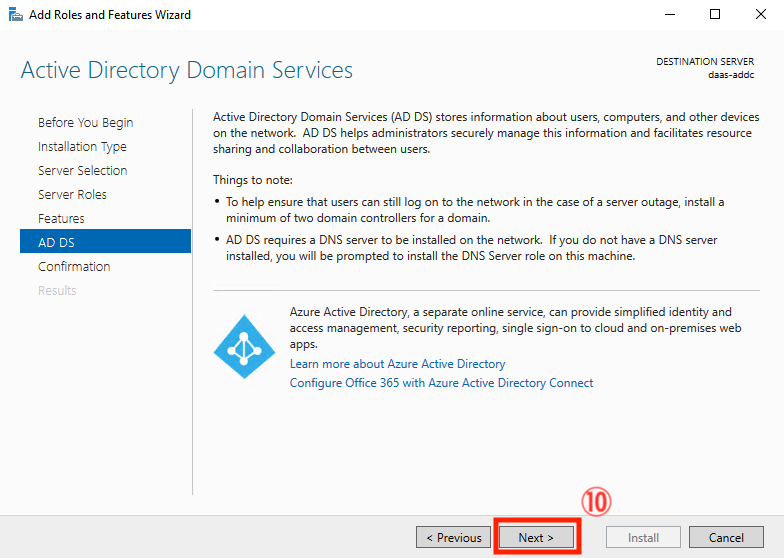 Add Roles and Features Wizard
Active Directory Domain Services
DESTINATION SERVER
daas-addc
Before You Begin
Installation Type
Server Selection
Server Roles
Features
AD DS
Confirmation
Results
Active Directory Domain Services (AD DS) stores information about users, computers, and other devices
on the network. AD DS helps administrators securely manage this information and facilitates resource
sharing and collaboration between users.
Things to note:
• To help ensure that users can still log on to the network in the case of a server outage, install a
minimum of two domain controllers for a domain.
• AD DS requires a DNS server to be installed on the network. If you do not have a DNS server
installed, you will be prompted to install the DNS Server role on this machine.
Azure Active Directory, a separate online service, can provide simplified identity and
access management, security reporting, single sign-on to cloud and on-premises web
apps.
Learn more about Azure Active Directory
Configure Office 365 with Azure Active Directory Connect
⑩
< Previous
Next >
Install
Cancel